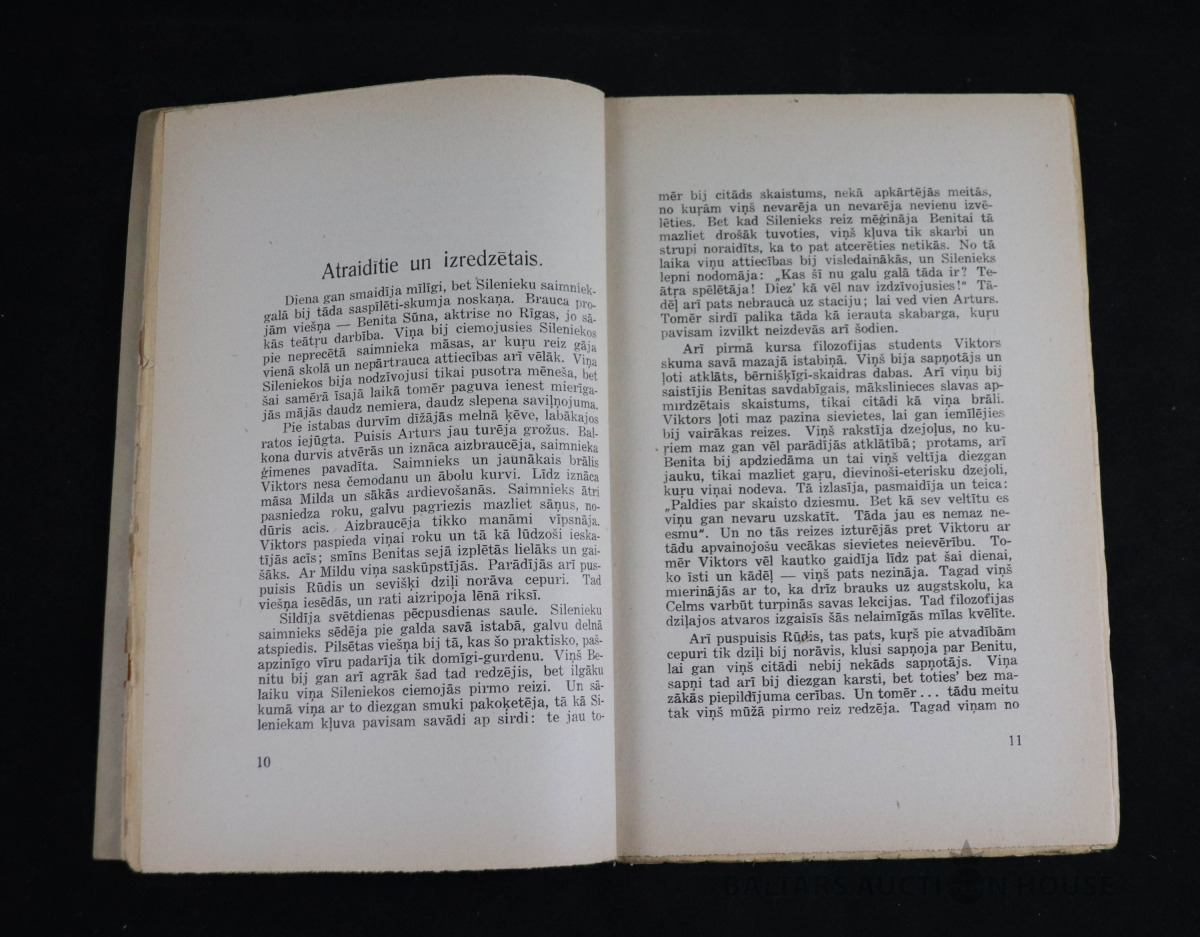 Atraidītie un izredzētais.
Diena gan smaidīja mīlīgi, bet Silenieku saimniek-
galā bij tāda saspīlēti-skumja noskaņa. Brauca pro-
jām viešņa — Benita Sūna, aktrise no Rīgas, jo sā-
kās teātru darbība. Viņa bij ciemojusies Sileniekos
pie neprecētā saimnieka māsas, ar kuŗu reiz gāja
vienā skolā un nepārtrauca attiecības arī vēlāk. Viņa
Sileniekos bija nodzīvojusi tikai pusotra mēneša, bet
šai samērā īsajā laikā tomēr paguva ienest mierīga-
jās mājās daudz nemiera, daudz slepena saviļņojuma.
Pie istabas durvīm dīžājās melnā ķēve, labākajos
ratos iejūgta. Puisis Arturs jau turēja grožus. Bal-
kona durvis atvērās un iznāca aizbraucēja, saimnieka
ģimenes pavadīta. Saimnieks un jaunākais brālis
Viktors nesa čemodanu un ābolu kurvi. Līdz iznāca
māsa Milda un sākās ardievošanās. Saimnieks ātri
pasniedza roku, galvu pagriezis mazliet sāņus, no-
dūris acis. Aizbraucēja tikko manāmi vīpsnāja.
Viktors paspieda viņai roku un tā kā lūdzoši ieska-
tījās acīs; smīns Benitas sejā izplētās lielāks un gai-
šāks. Ar Mildu viņa saskūpstījās. Parādījās arī pus-
puisis Rūdis un sevišķi dziļi norāva cepuri. Tad
viešņa iesēdās, un rati aizripoja lēnā riksī.
Sildīja svētdienas pēcpusdienas saule. Silenieku
saimnieks sēdēja pie galda savā istabā, galvu delnā
atspiedis. Pilsētas viešņa bij tā, kas šo praktisko, paš-
apzinīgo vīru padarīja tik domīgi-gurdenu. Viņš Be-
nitu bij gan arī agrāk šad tad redzējis, bet ilgāku
laiku viņa Sileniekos ciemojās pirmo reizi. Un sā-
kumā viņa ar to diezgan smuki pakoķetēja, tā kā Si-
leniekam kļuva pavisam savādi ap sirdi: te jau to-
10
mēr bij citāds skaistums, nekā apkārtējās meitās,
no kuŗām viņš nevarēja un nevarēja nevienu izvē-
lēties. Bet kad Silenieks reiz mēģināja Benitai tā
mazliet drošāk tuvoties, viņš kļuva tik skarbi un
strupi noraidīts, ka to pat atcerēties netikās. No tā
laika viņu attiecības bij visledainākās, un Silenieks
lepni nodomāja: „Kas šī nu galu galā tāda ir? Te-
ātŗa spēlētāja! Diez' kā vēl nav izdzīvojusies!" Tā-
dēļ arī pats nebrauca uz staciju; lai ved vien Arturs.
Tomēr sirdī palika tāda kā ierauta skabarga, kuŗu
pavisam izvilkt neizdevās arī šodien.
Arī pirmā kursa filozofijas students Viktors
skuma savā mazajā istabiņā. Viņš bija sapņotājs un
ļoti atklāts, bērnišķīgi-skaidras dabas. Arī viņu bij
saistījis Benitas savdabīgais, mākslinieces slavas ap-
mirdzētais skaistums, tikai citādi kā viņa brāli.
Viktors ļoti maz pazina sievietes, lai gan iemīlējies
bij vairākas reizes. Viņš rakstīja dzejoļus, no ku-
ŗiem maz gan vēl parādījās atklātībā; protams, arī
Benita bij apdziedāma un tai viņš veltīja diezgan
jauku, tikai mazliet gaŗu, dievinoši-eterisku dzejoli,
kuŗu viņai nodeva. Tā izlasīja, pasmaidīja un teica:
„Paldies par skaisto dziesmu. Bet kā sev veltītu es
viņu gan nevaru uzskatīt. Tāda jau es nemaz ne-
esmu". Un no tās reizes izturējās pret Viktoru ar
tādu apvainojošu vecākas sievietes neievērību. To-
mēr Viktors vēl kautko gaidīja līdz pat šai dienai,
ko īsti un kādēļ — viņš pats nezināja. Tagad viņš
mierinājās ar to, ka drīz brauks uz augstskolu, ka
Celms varbūt turpinās savas lekcijas. Tad filozofijas
dziļajos atvaros izgaisīs šās nelaimīgās mīlas kvēlīte.
Arī puspuisis Rūdis, tas pats, kuŗš pie atvadībām
cepuri tik dziļi bij norāvis, klusi sapņoja par Benitu,
lai gan viņš citādi nebij nekāds sapņotājs. Viņa
sapņi tad arī bij diezgan karsti, bet toties' bez ma-
zākās piepildījuma cerības. Un tomēr... tādu meitu
tak viņš mūžā pirmo reiz redzēja. Tagad viņam no
11
BALTARS AUCTION HOUSE